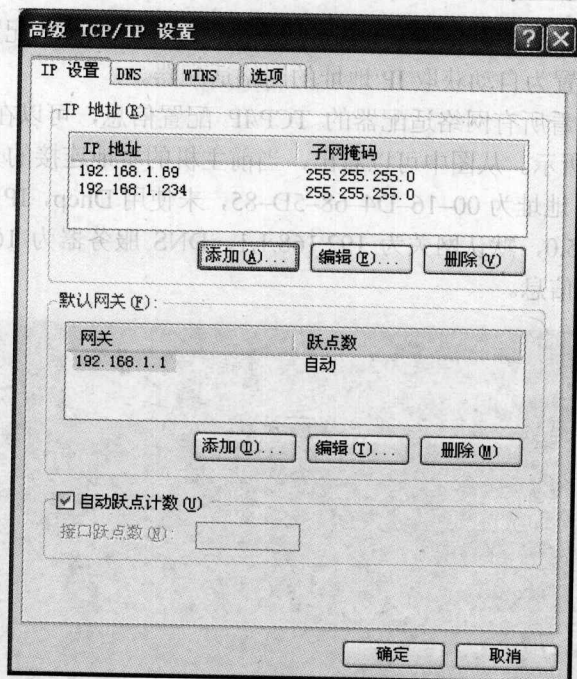 高级 TCP/IP 设置
IP 设置 DNS WINS 选项
IP 地址(R)
IP 地址 子网掩码
192.168.1.69 255.255.255.0
192.168.1.234 255.255.255.0
添加(A)... 编辑(E)... 删除(V)
默认网关(F):
网关 跃点数
192.168.1.1 自动
添加(D)... 编辑(T)... 删除(M)
自动跃点计数(U)
接口跃点数(N):
确定 取消